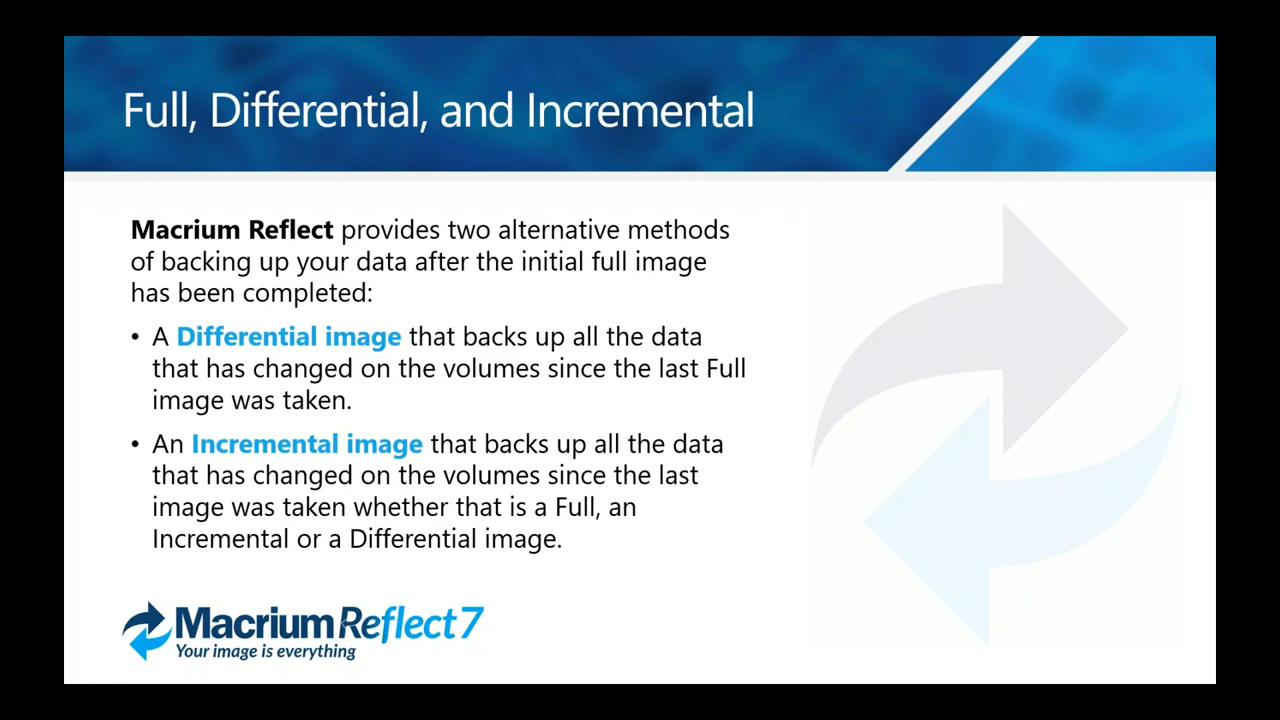 Full, Differential, and Incremental
Macrium Reflect provides two alternative methods
of backing up your data after the initial full image
has been completed:
• A Differential image that backs up all the data
that has changed on the volumes since the last Full
image was taken.
• An Incremental image that backs up all the data
that has changed on the volumes since the last
image was taken whether that is a Full, an
Incremental or a Differential image.
Macrium Reflect 7
Your image is everything